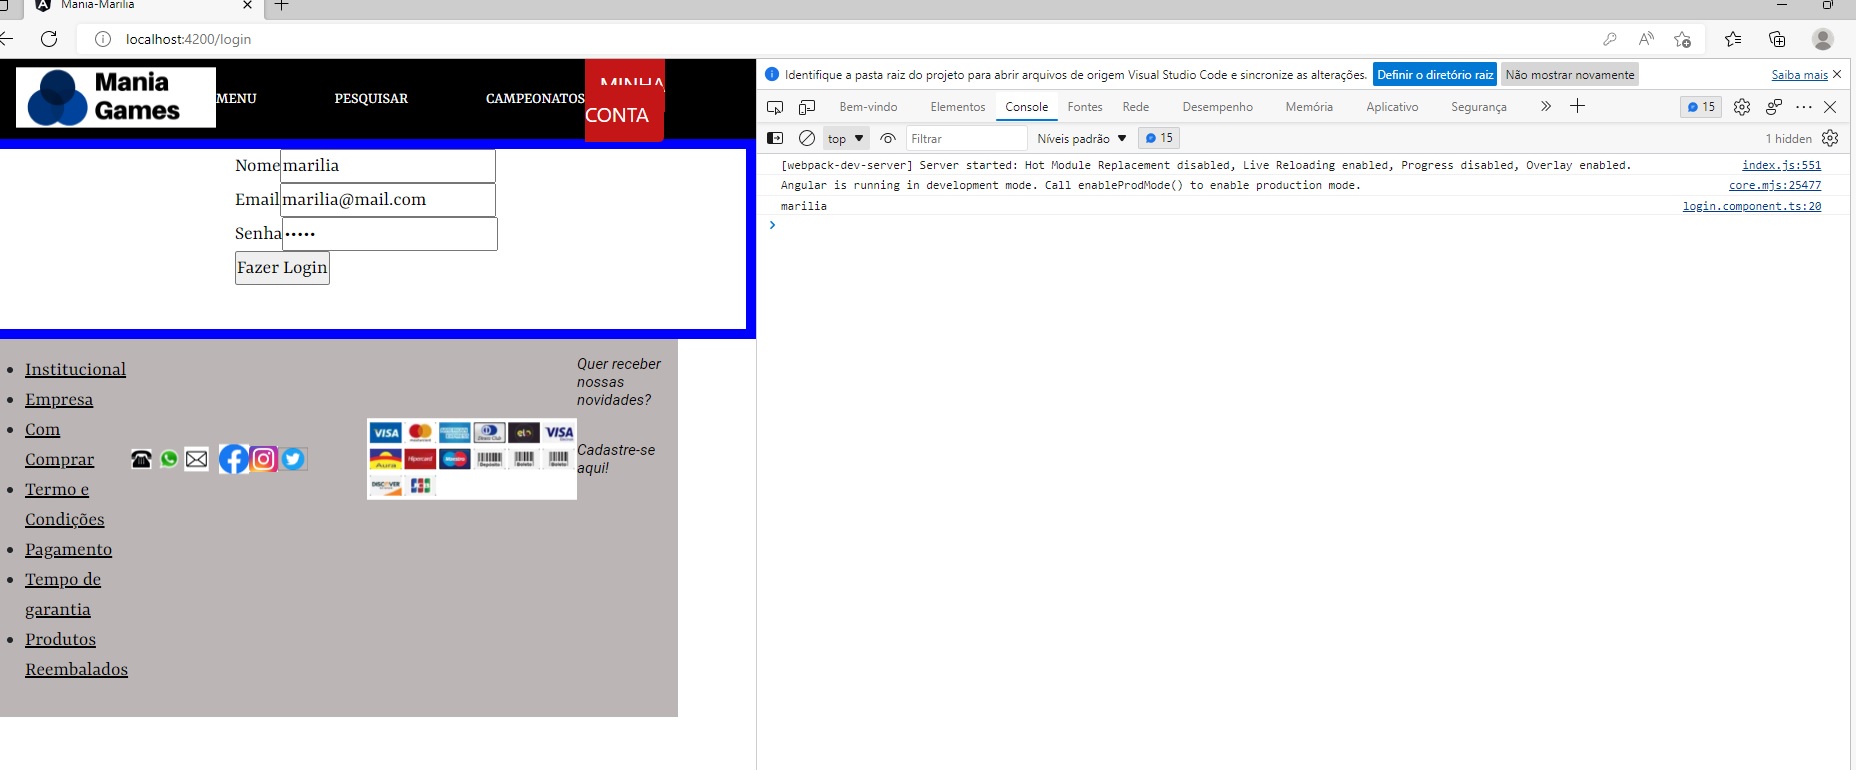 Mania-Marilia
localhost:4200/login
Mania
Games
MENU
PESQUISAR
CAMPEONATOS
MINHA
CONTA
Nome marilia
Email marilia@mail.com
Senha •••••
Fazer Login
Institucional
Empresa
Com
Comprar
Termo e
Condições
Pagamento
Tempo de
garantia
Produtos
Reembalados
VISA
VISA
Aura
Hipercard
DISCOVER
JCB
Quer receber
nossas
novidades?
Cadastre-se
aqui!
Identifique a pasta raiz do projeto para abrir arquivos de origem Visual Studio Code e sincronize as alterações. Definir o diretório raiz Não mostrar novamente Saiba mais
Bem-vindo Elementos Console Fontes Rede Desempenho Memória Aplicativo Segurança 15
top Filtrar Níveis padrão 15 1 hidden
[webpack-dev-server] Server started: Hot Module Replacement disabled, Live Reloading enabled, Progress disabled, Overlay enabled. index.js:551
Angular is running in development mode. Call enableProdMode() to enable production mode. core.mjs:25477
marilia login.component.ts:20